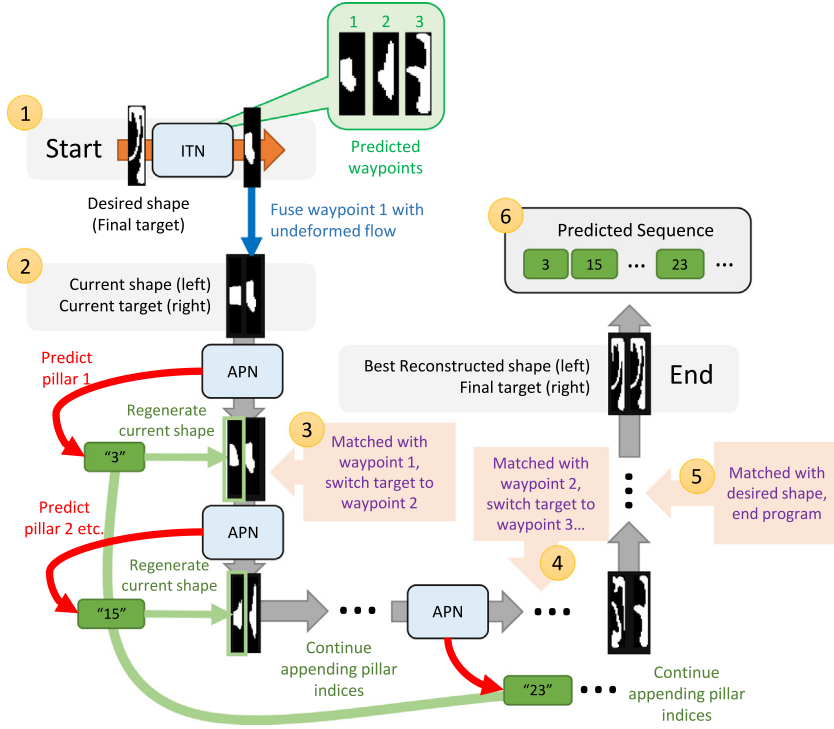 1 2 3
Predicted
waypoints
1
Start
ITN
Desired shape
(Final target)
Fuse waypoint 1 with
undeformed flow
2
Current shape (left)
Current target (right)
APN
Predict
pillar 1
Regenerate
current shape
"3"
3
Matched with
waypoint 1,
switch target to
waypoint 2
Predict
pillar 2 etc.
APN
Regenerate
current shape
"15"
Continue
appending pillar
indices
APN
4
Matched with
waypoint 2,
switch target to
waypoint 3...
"23"
Continue
appending pillar
indices
5
Matched with
desired shape,
end program
Best Reconstructed shape (left)
Final target (right)
End
6
Predicted Sequence
3 15 ... 23 ...